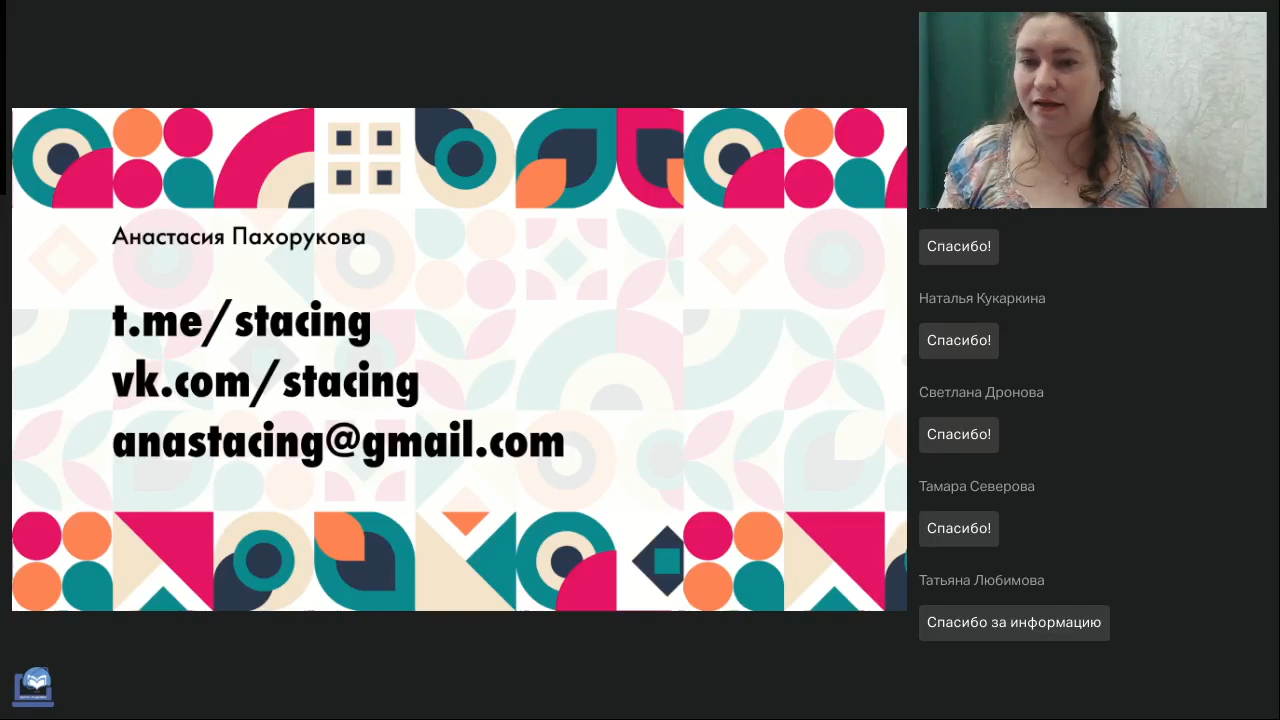 Анастасия Пахорукова
t.me/stacing
vk.com/stacing
anastacing@gmail.com
Спасибо!
Наталья Кукаркина
Спасибо!
Светлана Дронова
Спасибо!
Тамара Северова
Спасибо!
Татьяна Любимова
Спасибо за информацию